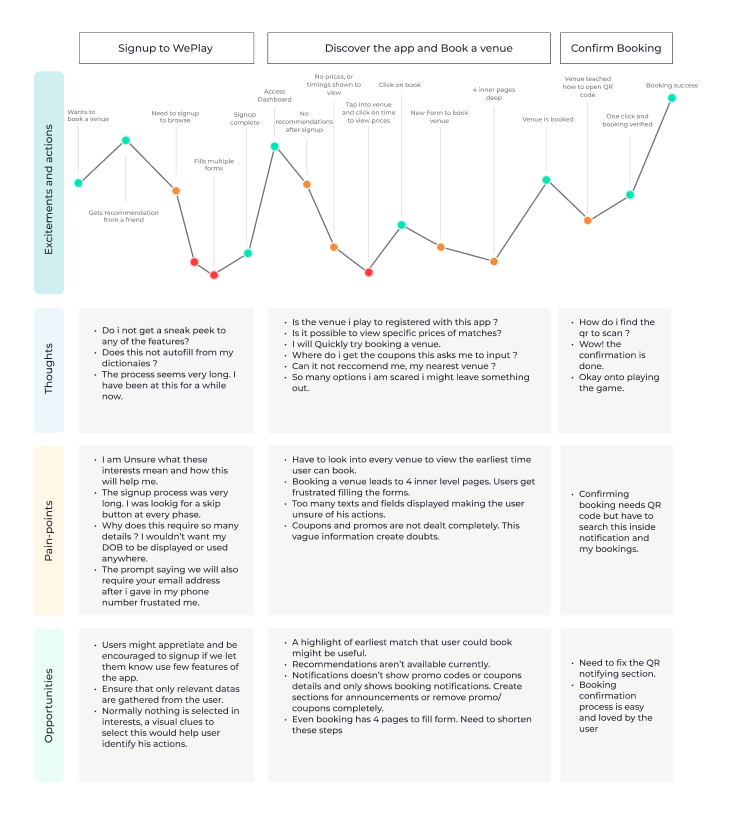 Signup to WePlay
Discover the app and Book a venue
Confirm Booking
Excitements and actions
Wants to
book a venue
Gets recommendation
from a friend
Need to signup
to browse
Fills multiple
forms
Signup
complete
Access
Dashboard
No
recommendations
after signup
No prices, or
timings shown to
view
Tap into venue
and click on time
to view prices
Click on book
New Form to book
venue
4 inner pages
deep
Venue is booked
Venue teached
how to open QR
code
One click and
booking verified
Booking success
Thoughts
• Do i not get a sneak peek to
any of the features?
• Does this not autofill from my
dictionaies ?
• The process seems very long. I
have been at this for a while
now.
• Is the venue i play to registered with this app ?
• Is it possible to view specific prices of matches?
• I will Quickly try booking a venue.
• Where do i get the coupons this asks me to input ?
• Can it not reccomend me, my nearest venue ?
• So many options i am scared i might leave something
out.
• How do i find the
qr to scan ?
• Wow! the
confirmation is
done.
• Okay onto playing
the game.
Pain-points
• I am Unsure what these
interests mean and how this
will help me.
• The signup process was very
long. I was lookig for a skip
button at every phase.
• Why does this require so many
details ? I wouldn't want my
DOB to be displayed or used
anywhere.
• The prompt saying we will also
require your email address
after i gave in my phone
number frustated me.
• Have to look into every venue to view the earliest time
user can book.
• Booking a venue leads to 4 inner level pages. Users get
frustrated filling the forms.
• Too many texts and fields displayed making the user
unsure of his actions.
• Coupons and promos are not dealt completely. This
vague information create doubts.
• Confirming
booking needs QR
code but have to
search this inside
notification and
my bookings.
Opportunities
• Users might appretiate and be
encouraged to signup if we let
them know use few features of
the app.
• Ensure that only relevant datas
are gathered from the user.
• Normally nothing is selected in
interests, a visual clues to
select this would help user
identify his actions.
• A highlight of earliest match that user could book
migiht be useful.
• Recommendations aren't available currently.
• Notifications doesn't show promo codes or coupons
details and only shows booking notifications. Create
sections for announcements or remove promo/
coupons completely.
• Even booking has 4 pages to fill form. Need to shorten
these steps
• Need to fix the QR
notifying section.
• Booking
confirmation
process is easy
and loved by the
user